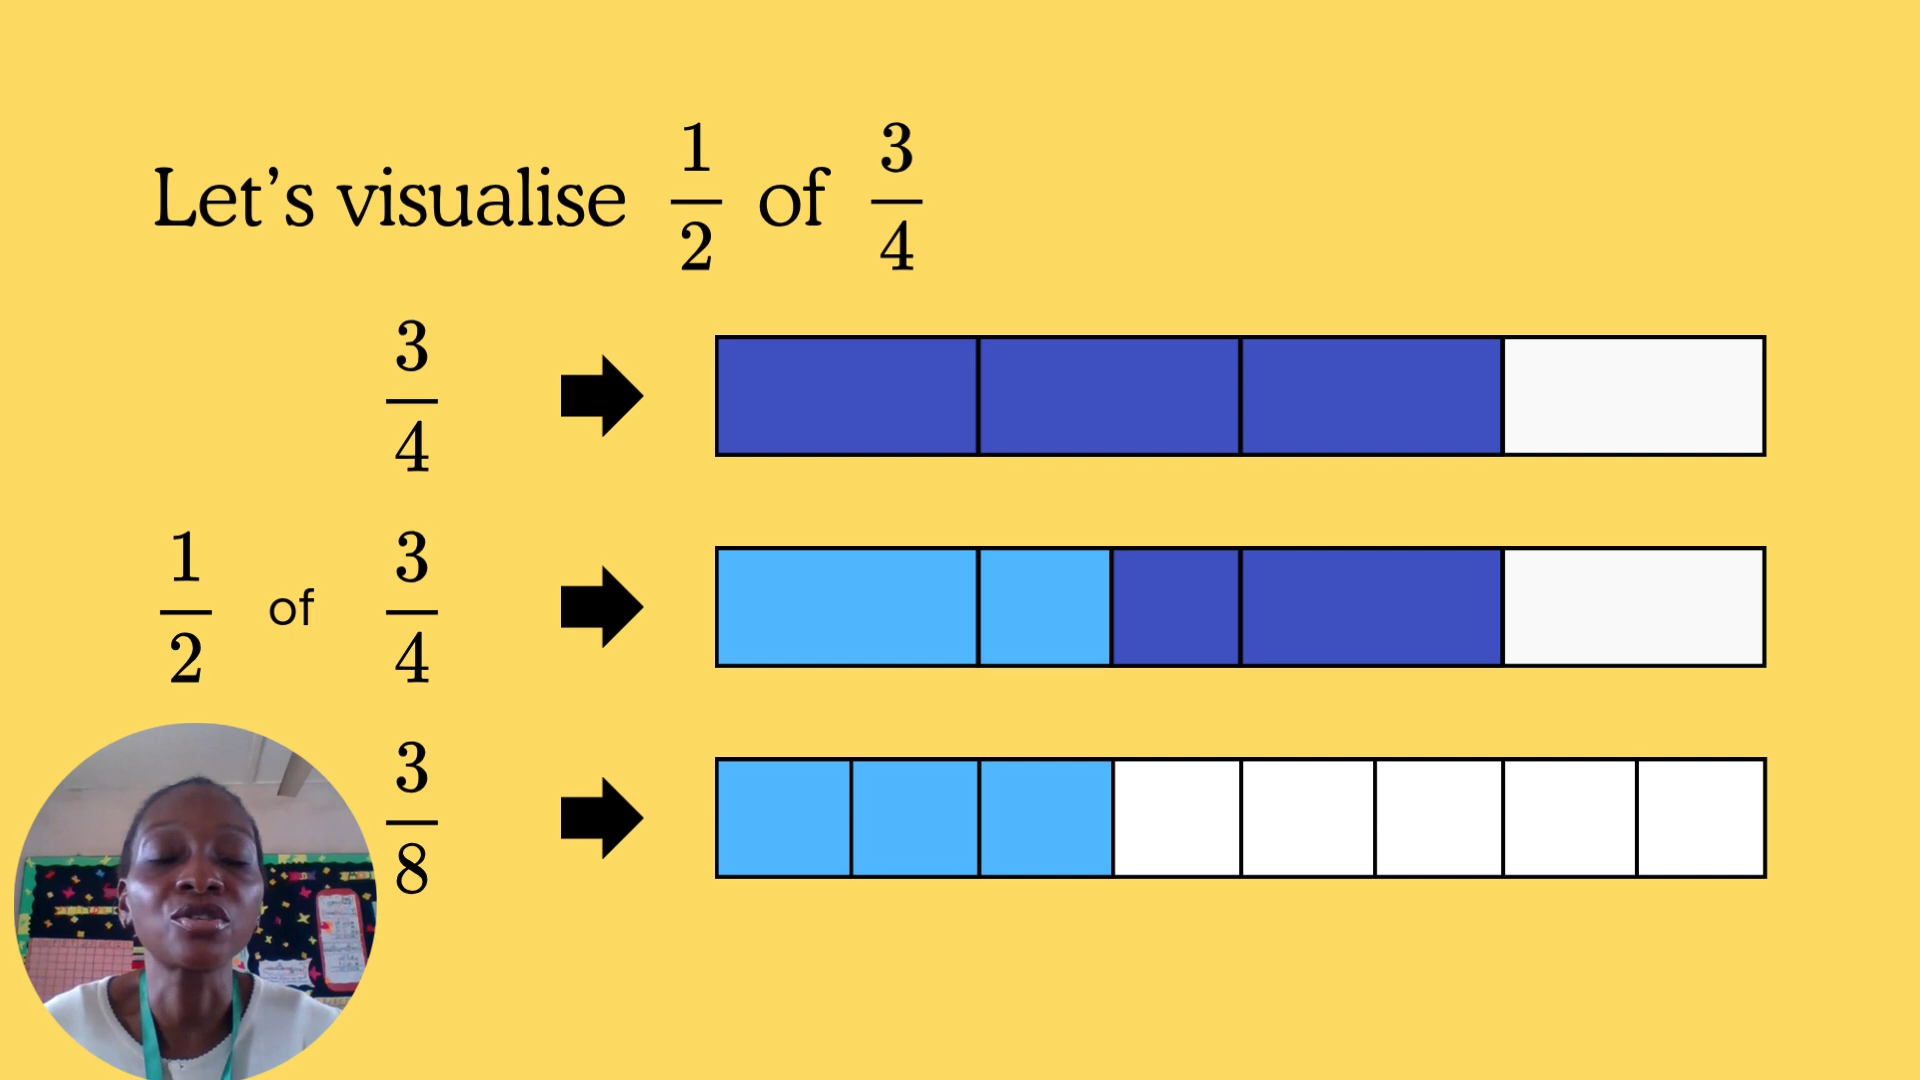 Let's visualise 1/2 of 3/4
3/4
1/2 of 3/4
3/8